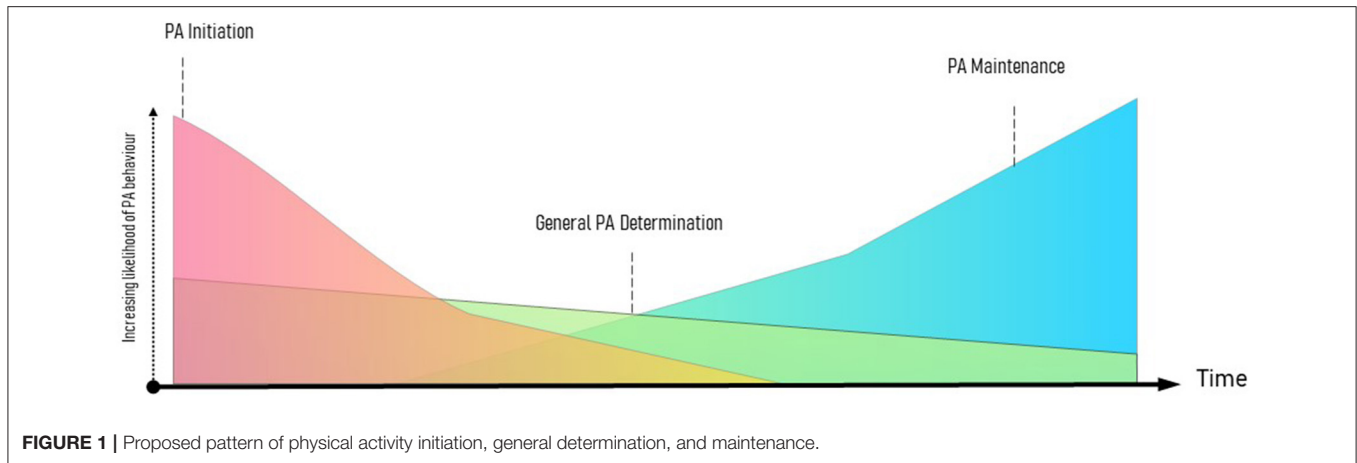 PA Initiation
PA Maintenance
General PA Determination
Increasing likelihood of PA behaviour
Time
FIGURE 1 | Proposed pattern of physical activity initiation, general determination, and maintenance.